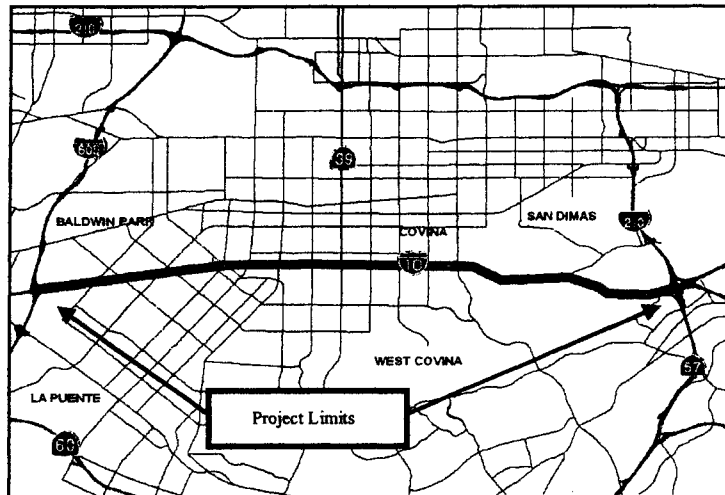 210
605
39
BALDWIN PARK
COVINA
SAN DIMAS
210
10
WEST COVINA
57
LA PUENTE
Project Limits
60